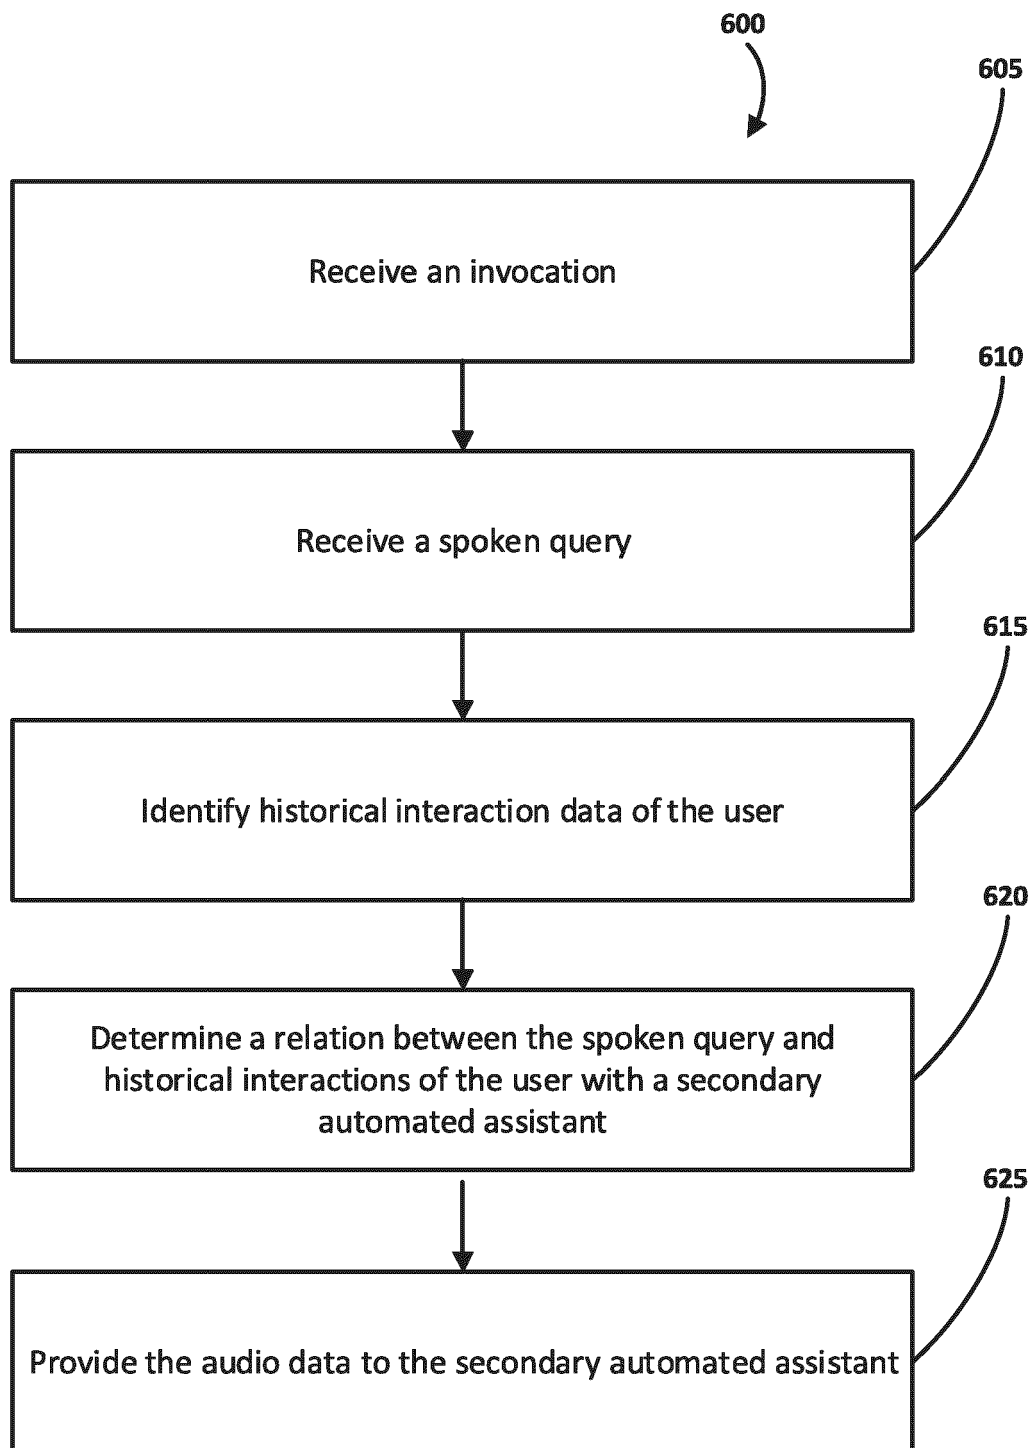 600
605
Receive an invocation
610
Receive a spoken query
615
Identify historical interaction data of the user
620
Determine a relation between the spoken query and
historical interactions of the user with a secondary
automated assistant
625
Provide the audio data to the secondary automated assistant